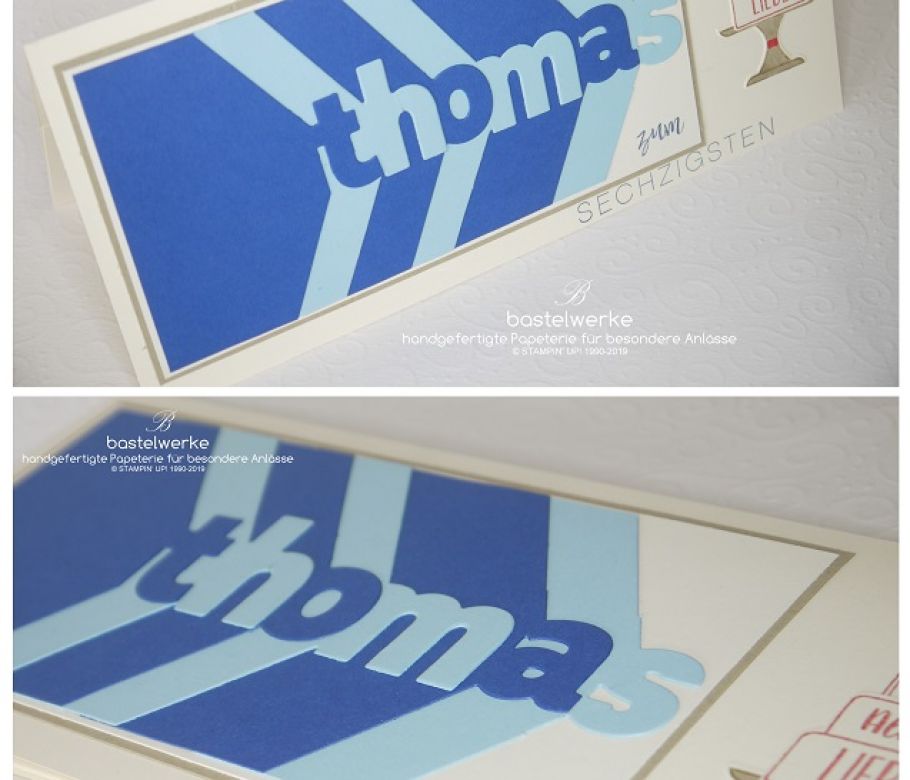 LIEBE
thomas
zum
SECHZIGSTEN
B
bastelwerke
handgefertigte Papeterie für besondere Anlässe
© STAMPIN' UP! 1990-2019
B
bastelwerke
handgefertigte Papeterie für besondere Anlässe
© STAMPIN' UP! 1990-2019
thomas